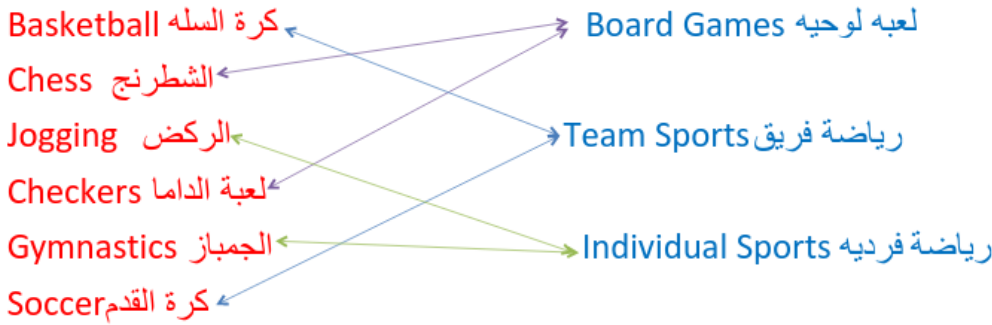 Basketball كرة السله
Board Games لعبه لوحيه
Chess الشطرنج
Jogging الركض
Team Sports رياضة فريق
Checkers لعبة الداما
Gymnastics الجمباز
Individual Sports رياضة فرديه
Soccer كرة القدم